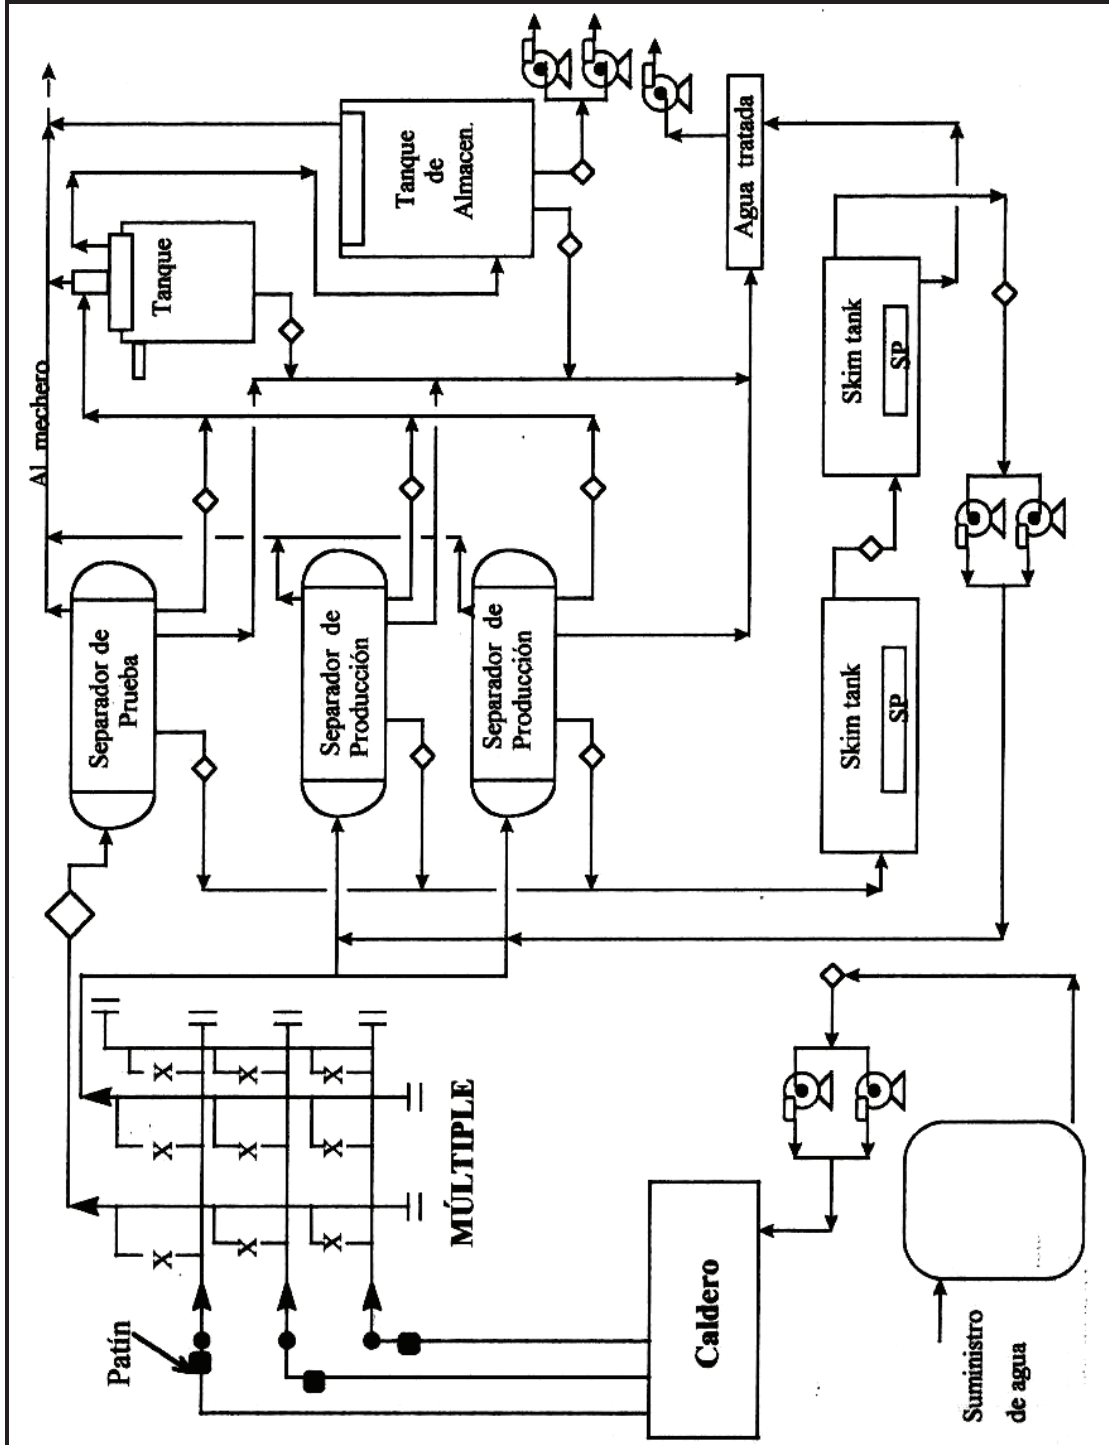 Al mechero
Patín
Separador de
Prueba
Tanque
Separador de
Producción
Tanque
de
Almacen.
MÚLTIPLE
Separador de
Producción
Caldero
Agua tratada
Skim tank
SP
Skim tank
SP
Suministro
de agua
X
X
X
X
X
X
X
X
X